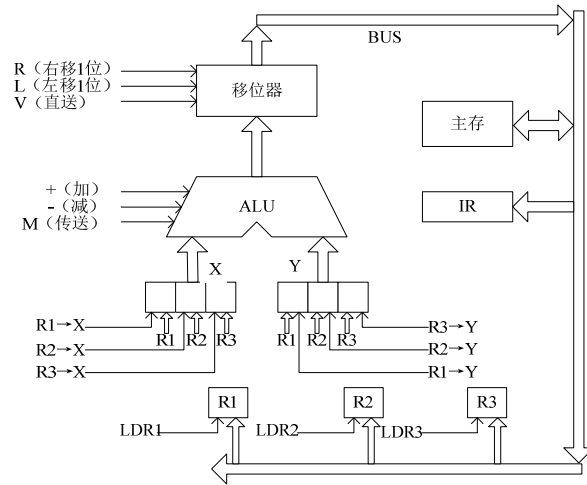 BUS
R（右移1位）
L（左移1位）
V（直送）
移位器
主存
+（加）
-（减）
M（传送）
ALU
IR
X
Y
R1→X
R2→X
R3→X
R1
R2
R3
R1
R2
R3
R3→Y
R2→Y
R1→Y
R1
R2
R3
LDR1
LDR2
LDR3